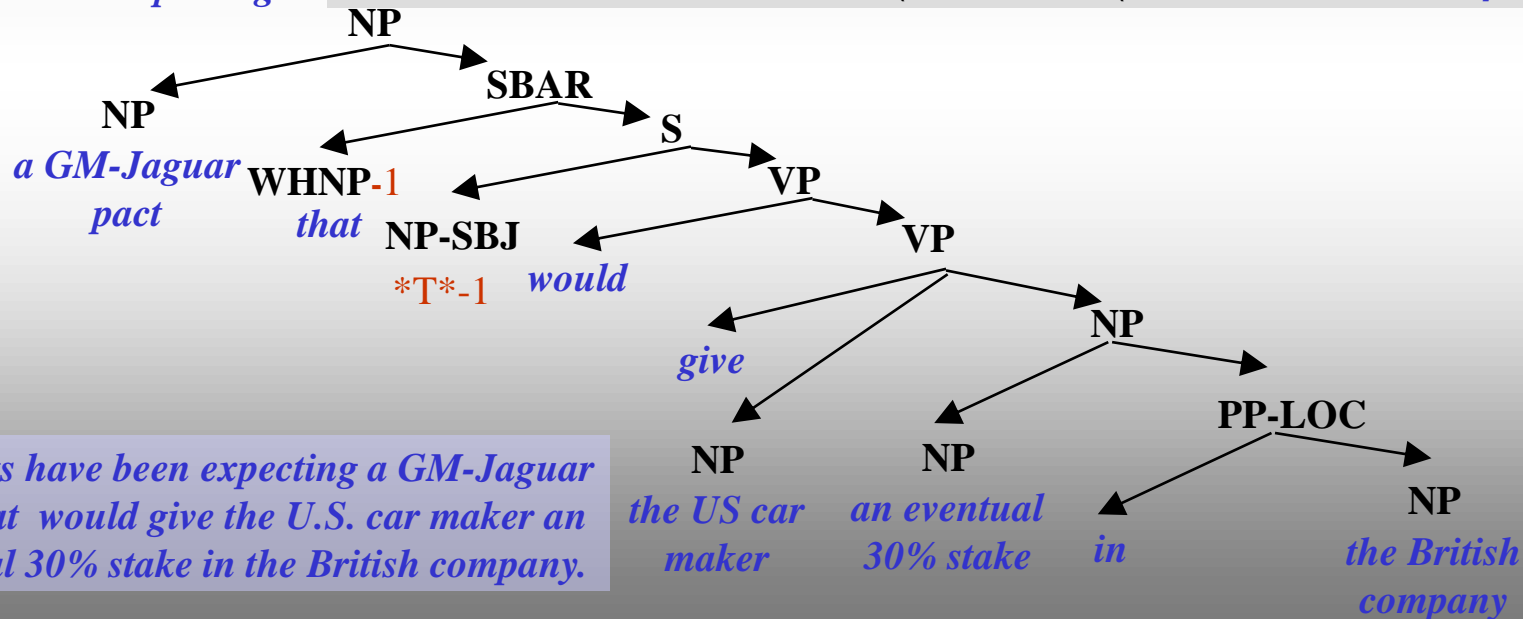 NP
SBAR
NP
S
a GM-Jaguar
pact
WHNP-1
that
VP
NP-SBJ
*T*-1
would
VP
give
NP
PP-LOC
NP
the US car
maker
NP
an eventual
30% stake
in
NP
the British
company
have been expecting a GM-Jaguar
would give the U.S. car maker an
30% stake in the British company.